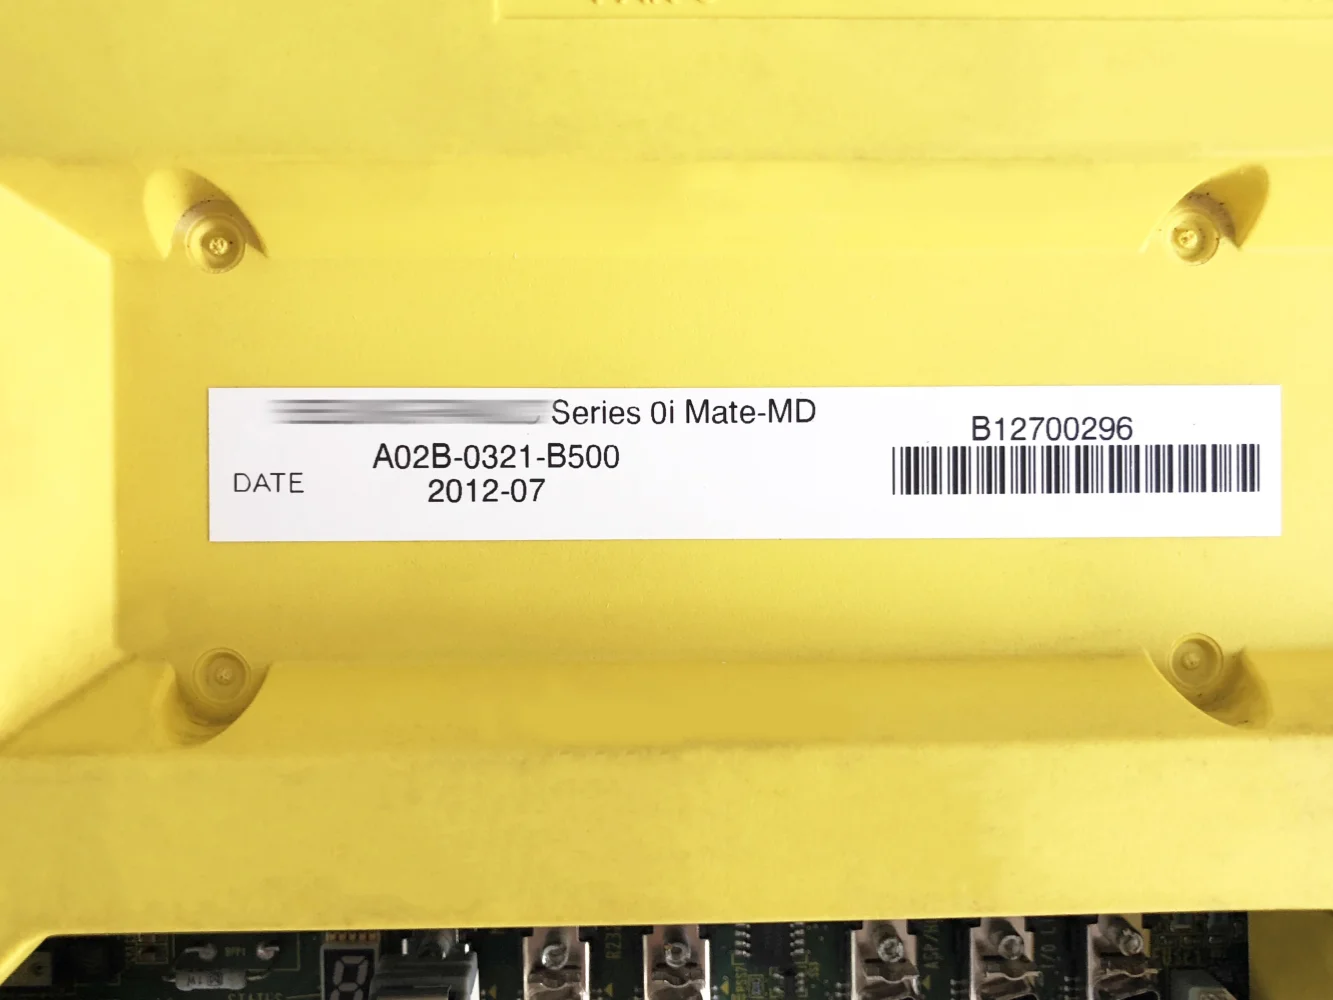 Series 0i Mate-MD
A02B-0321-B500
DATE 2012-07
B12700296